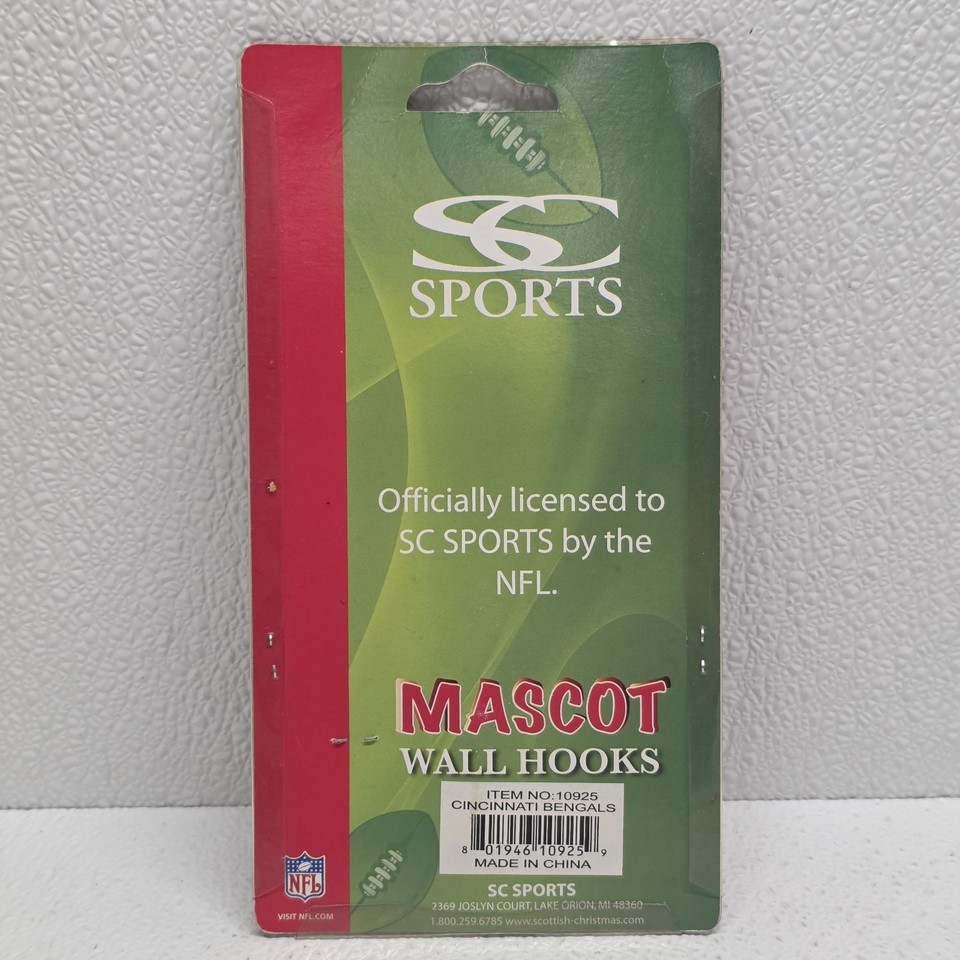 SC
SPORTS
Officially licensed to
SC SPORTS by the
NFL.
MASCOT
WALL HOOKS
ITEM NO:10925
CINCINNATI BENGALS
8 01946 10925 9
MADE IN CHINA
NFL
VISIT NFL.COM
SC SPORTS
2369 JOSLYN COURT, LAKE ORION, MI 48360
1.800.259.6785 www.scottish-christmas.com